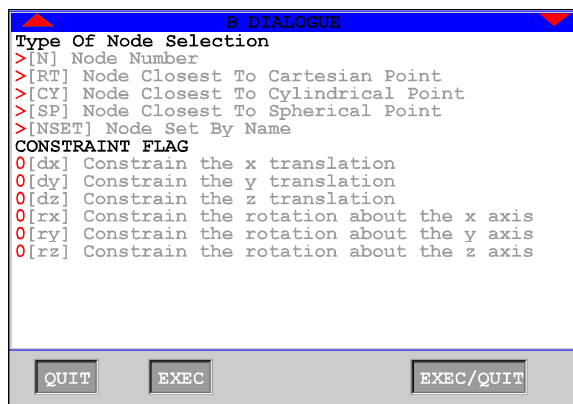 B DIALOGUE
Type Of Node Selection
>[N] Node Number
>[RT] Node Closest To Cartesian Point
>[CY] Node Closest To Cylindrical Point
>[SP] Node Closest To Spherical Point
>[NSET] Node Set By Name
CONSTRAINT FLAG
0[dx] Constrain the x translation
0[dy] Constrain the y translation
0[dz] Constrain the z translation
0[rx] Constrain the rotation about the x axis
0[ry] Constrain the rotation about the y axis
0[rz] Constrain the rotation about the z axis
QUIT EXEC EXEC/QUIT